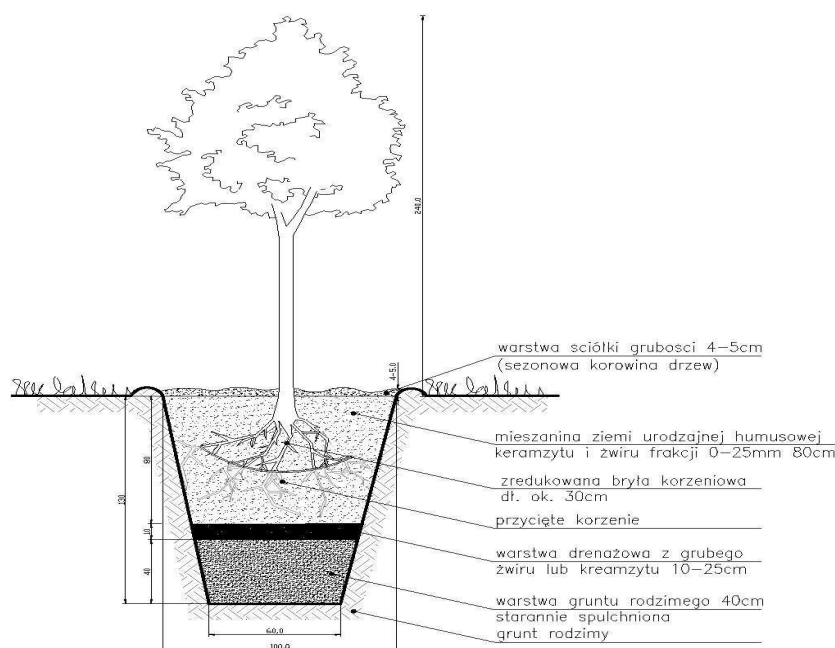 240.0
4-5.0
warstwa sciółki grubosci 4-5cm
(sezonowa korowina drzew)
mieszanina ziemi urodzajnej humusowej
keramzytu i żwiru frakcji 0-25mm 80cm
zredukowana bryła korzeniowa
dł. ok. 30cm
przycięte korzenie
warstwa drenażowa z grubego
żwiru lub kreamzytu 10-25cm
warstwa gruntu rodzimego 40cm
starannie spulchniona
grunt rodzimy
130
80
10
40
60,0
100,0